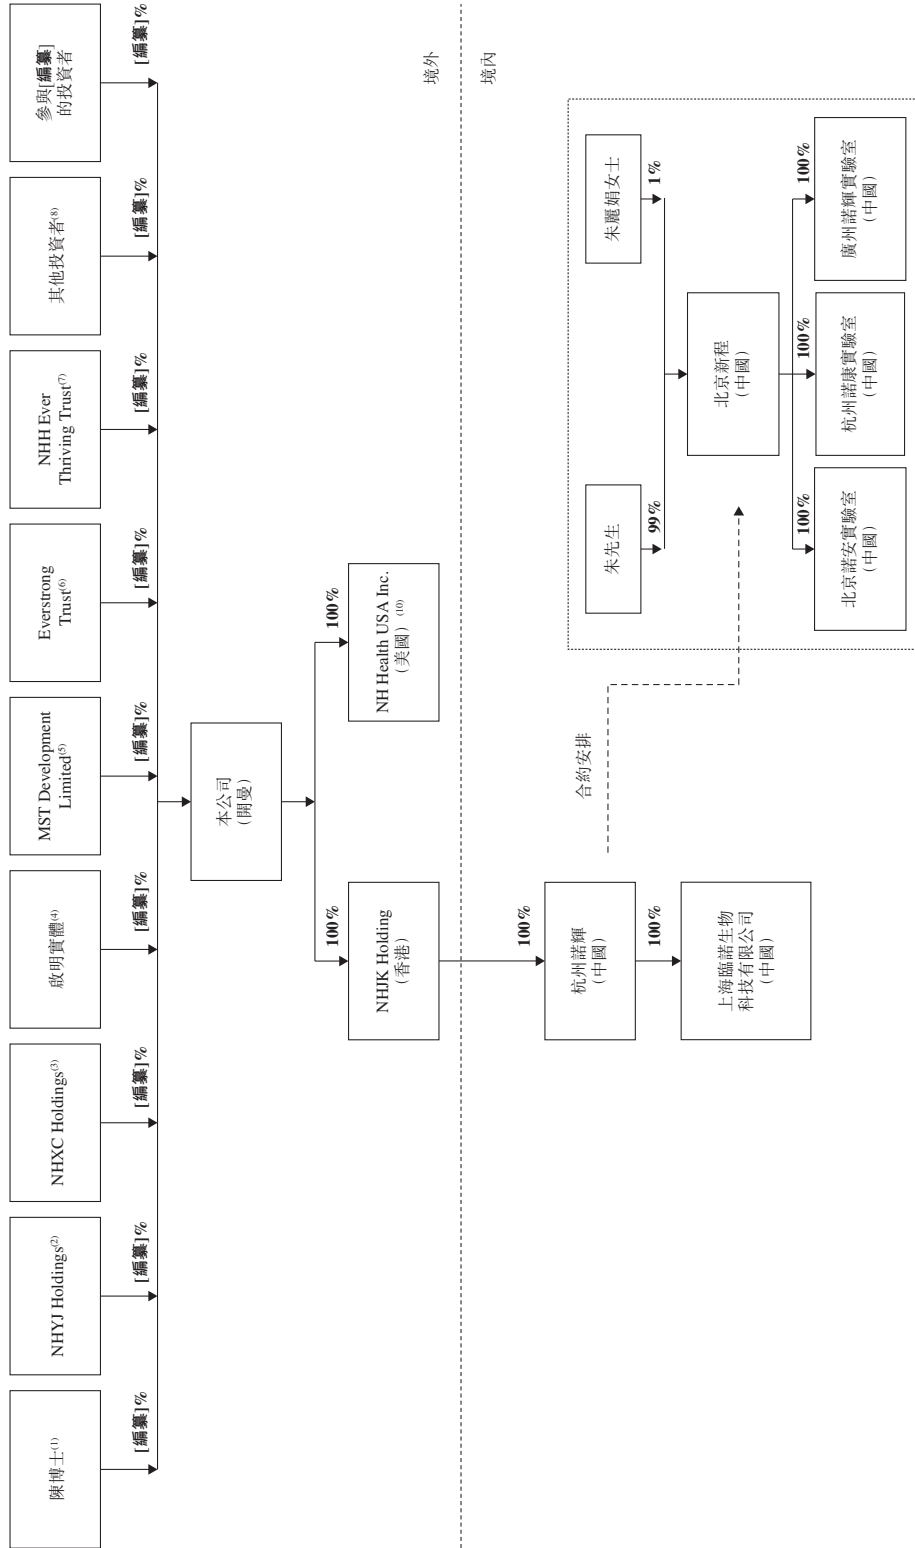 陳博士(1)
[編纂]%
NHYJ Holdings(2)
[編纂]%
NHXC Holdings(3)
[編纂]%
啟明實體(4)
[編纂]%
MST Development
Limited(5)
[編纂]%
Everstrong
Trust(6)
[編纂]%
NHH Ever
Thriving Trust(7)
[編纂]%
其他投資者(8)
[編纂]%
參與[編纂]
的投資者
[編纂]%
本公司
(開曼)
100%
NHJK Holding
(香港)
100%
NH Health USA Inc.
(美國) (10)
境外
境內
100%
杭州諾輝
(中國)
100%
上海臨諾生物
科技有限公司
(中國)
合約安排
朱先生
99%
朱麗娟女士
1%
北京新程
(中國)
100%
北京諾安實驗室
(中國)
100%
杭州諾康實驗室
(中國)
100%
廣州諾輝實驗室
(中國)